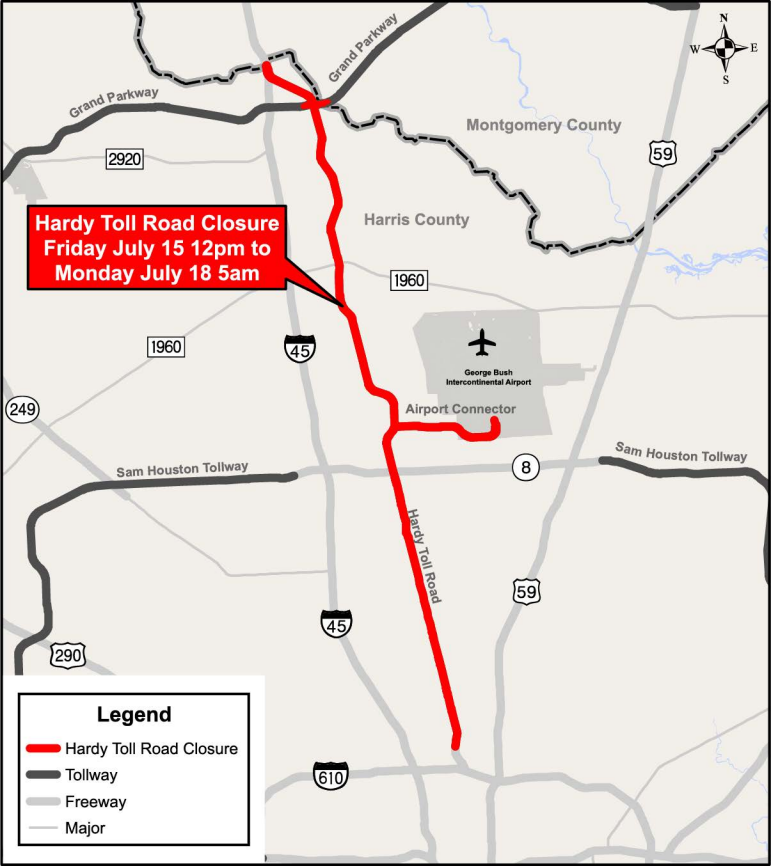 N
W E
S
Grand Parkway
Grand Parkway
Montgomery County
2920
59
Hardy Toll Road Closure
Friday July 15 12pm to
Monday July 18 5am
Harris County
1960
1960
45
George Bush
Intercontinental Airport
249
Airport Connector
Sam Houston Tollway
8
Sam Houston Tollway
Hardy Toll Road
59
45
290
610
Legend
Hardy Toll Road Closure
Tollway
Freeway
Major